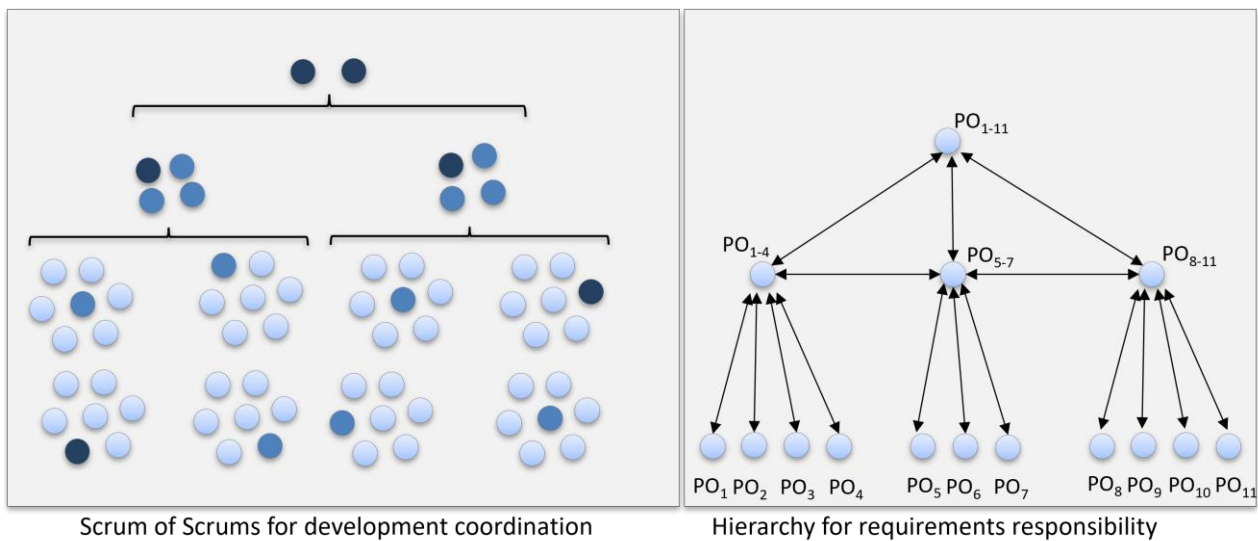 PO1-11
PO1-4
PO5-7
PO8-11
PO1 PO2 PO3 PO4 PO5 PO6 PO7 PO8 PO9 PO10 PO11
Scrum of Scrums for development coordination
Hierarchy for requirements responsibility